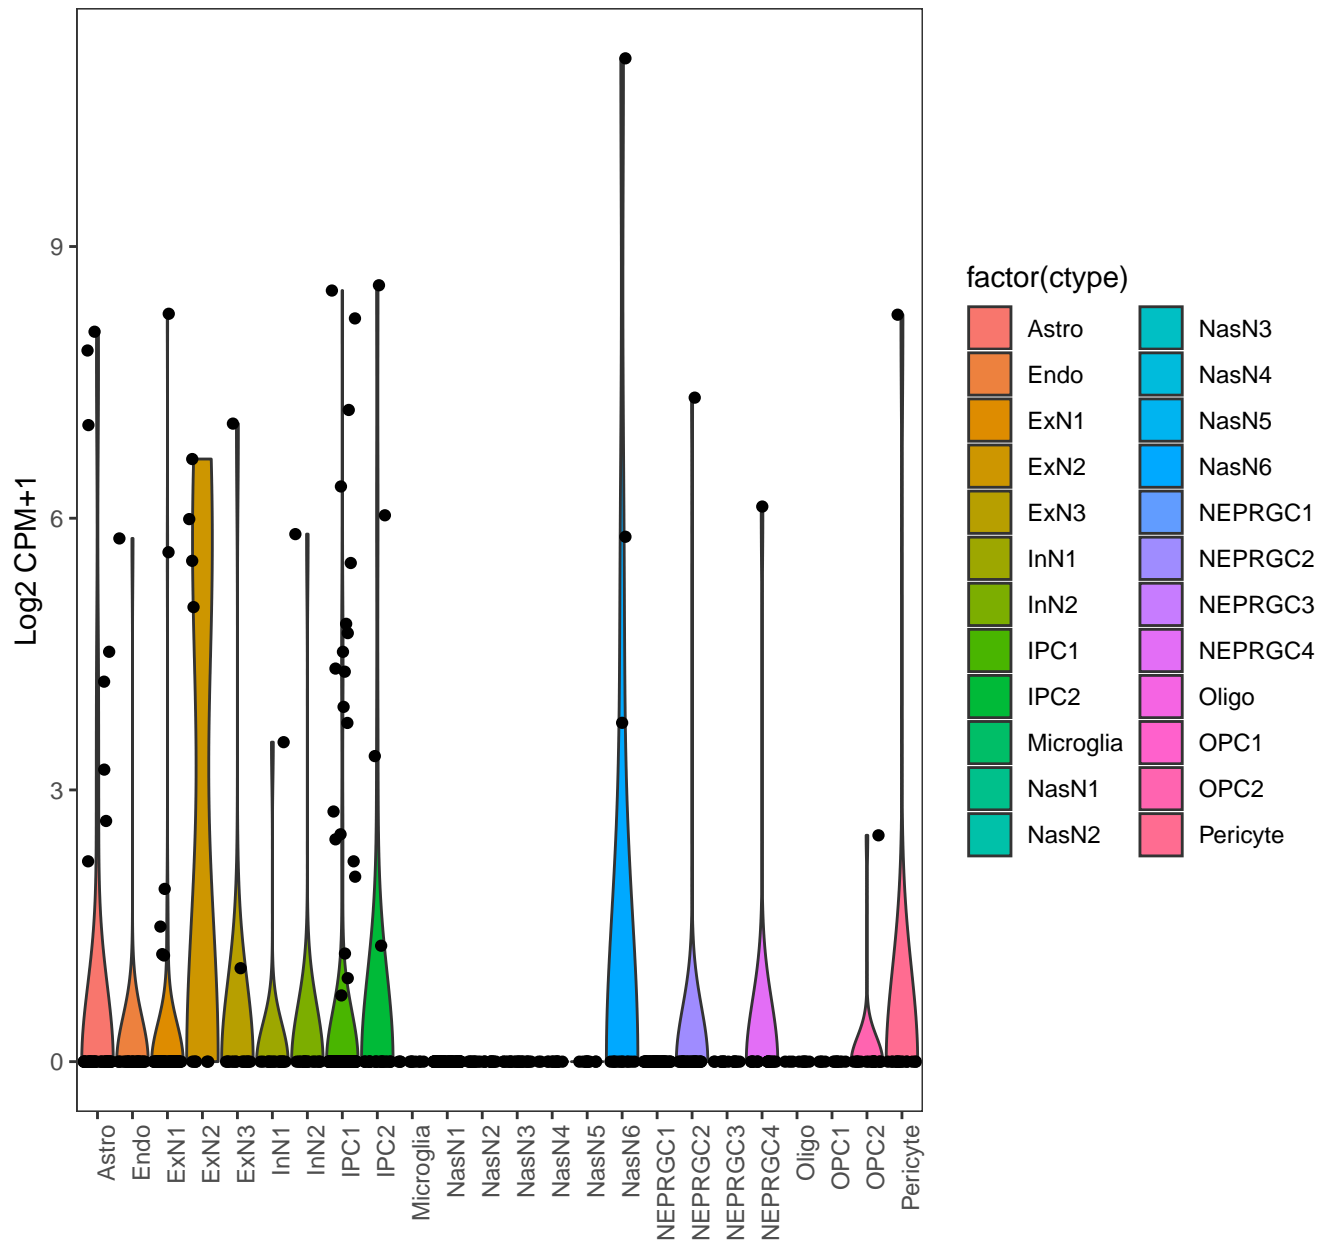 Log2 CPM+1
9
6
3
0
Astro
Endo
ExN1
ExN2
ExN3
InN1
InN2
IPC1
IPC2
Microglia
NasN1
NasN2
NasN3
NasN4
NasN5
NasN6
NEPRGC1
NEPRGC2
NEPRGC3
NEPRGC4
Oligo
OPC1
OPC2
Pericyte
factor(ctype)
Astro
Endo
ExN1
ExN2
ExN3
InN1
InN2
IPC1
IPC2
Microglia
NasN1
NasN2
NasN3
NasN4
NasN5
NasN6
NEPRGC1
NEPRGC2
NEPRGC3
NEPRGC4
Oligo
OPC1
OPC2
Pericyte